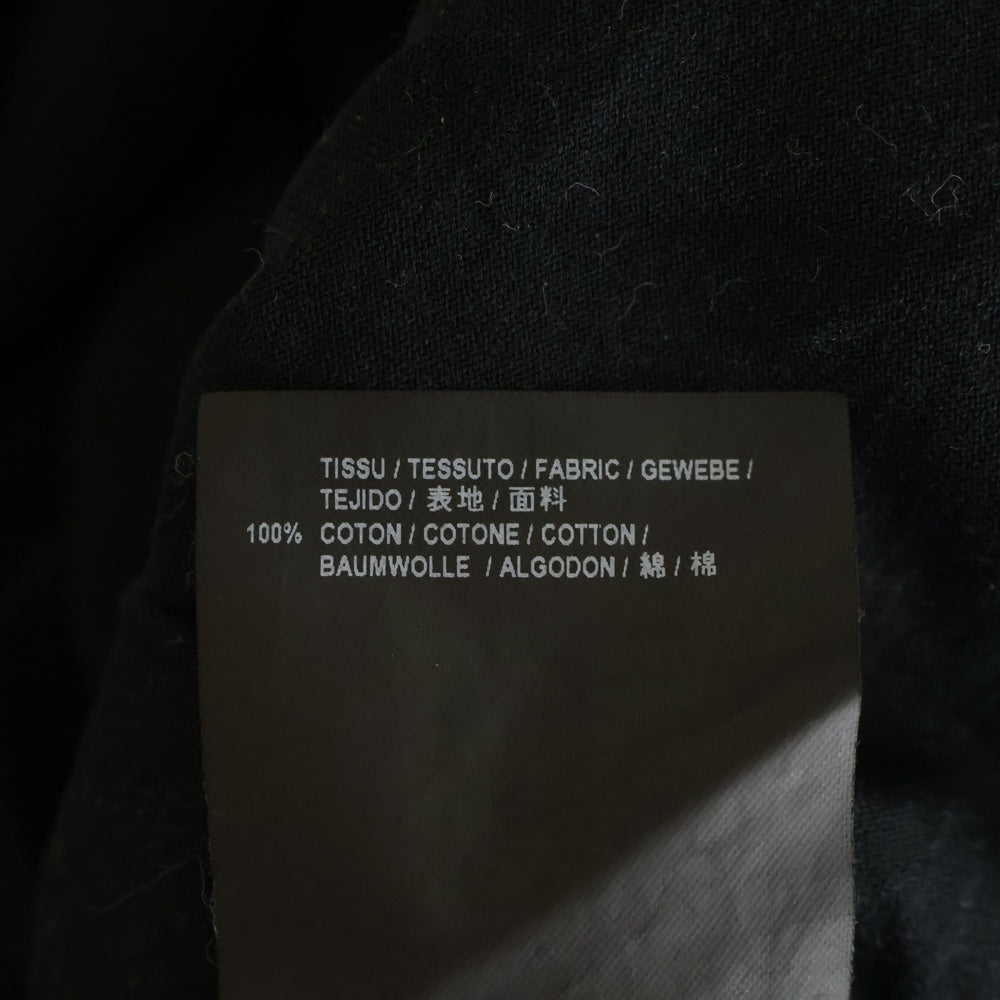 TISSU / TESSUTO / FABRIC / GEWEBE /
TEJIDO / 表地 / 面料
100% COTON / COTONE / COTTON /
BAUMWOLLE / ALGODON / 綿 / 棉